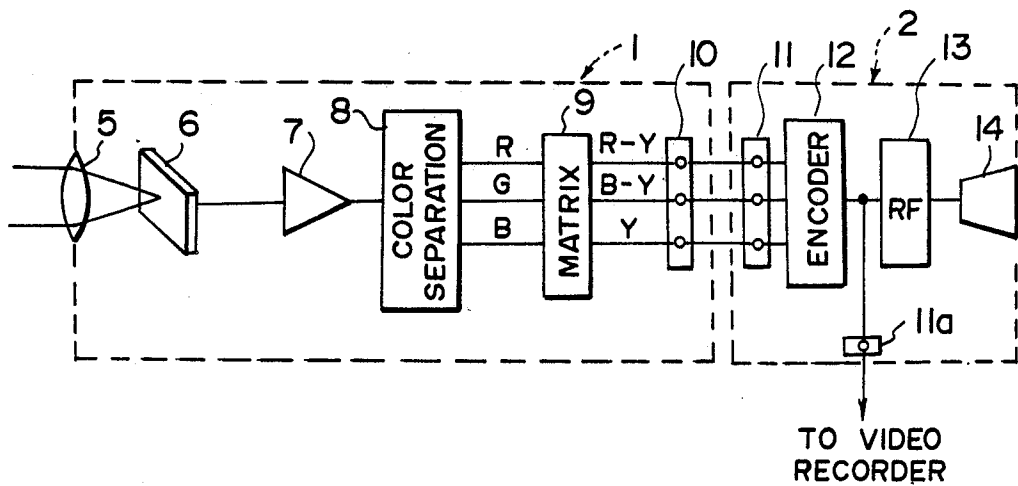 1
2
10
11
12
13
5
6
7
8
9
14
COLOR
SEPARATION
R
G
B
MATRIX
R-Y
B-Y
Y
ENCODER
RF
11a
TO VIDEO
RECORDER